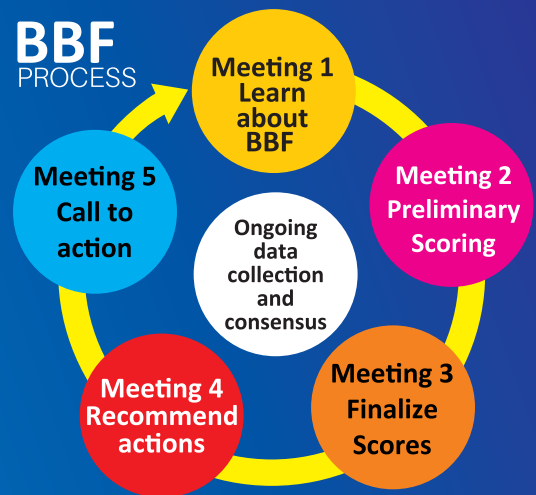 BBF
PROCESS
Meeting 1
Learn
about
BBF
Meeting 2
Preliminary
Scoring
Meeting 3
Finalize
Scores
Meeting 4
Recommend
actions
Meeting 5
Call to
action
Ongoing
data
collection
and
consensus